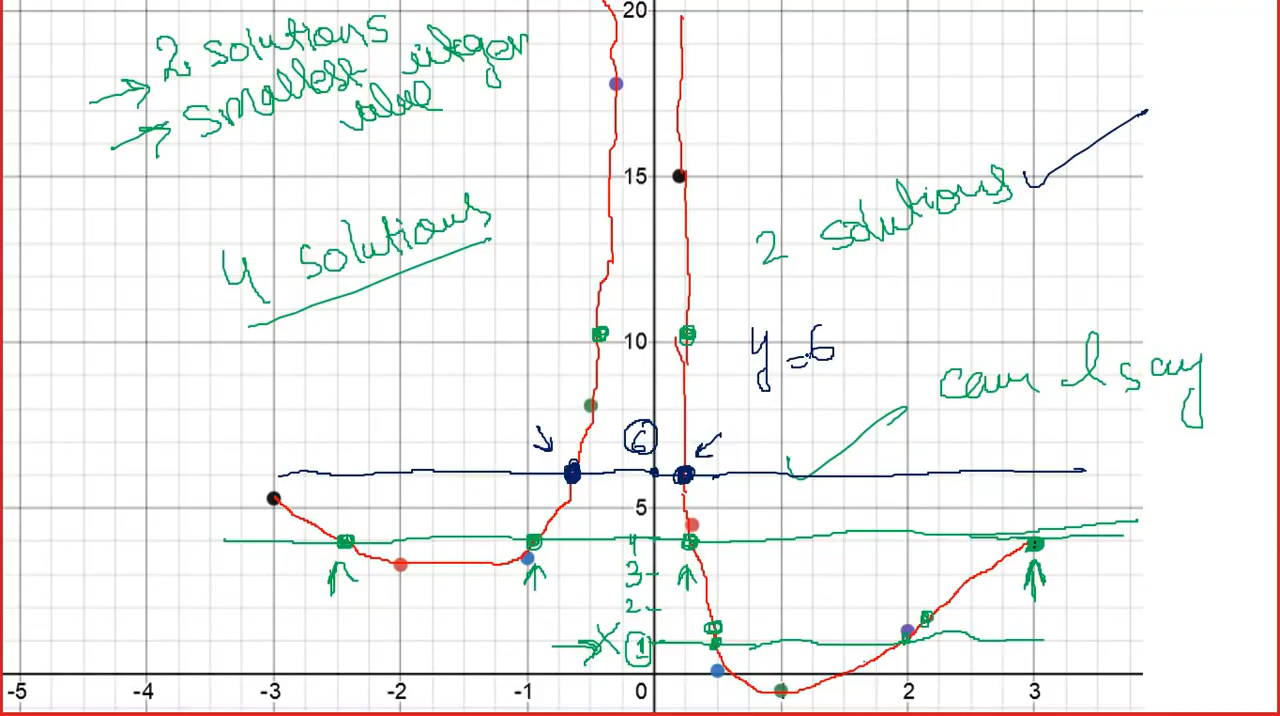 → 2 solutions
→ smallest integer
value
4 solutions
2 solutions
y=6
can I say
20
15
10
6
5
4
3
2
1
-5 -4 -3 -2 -1 0 1 2 3